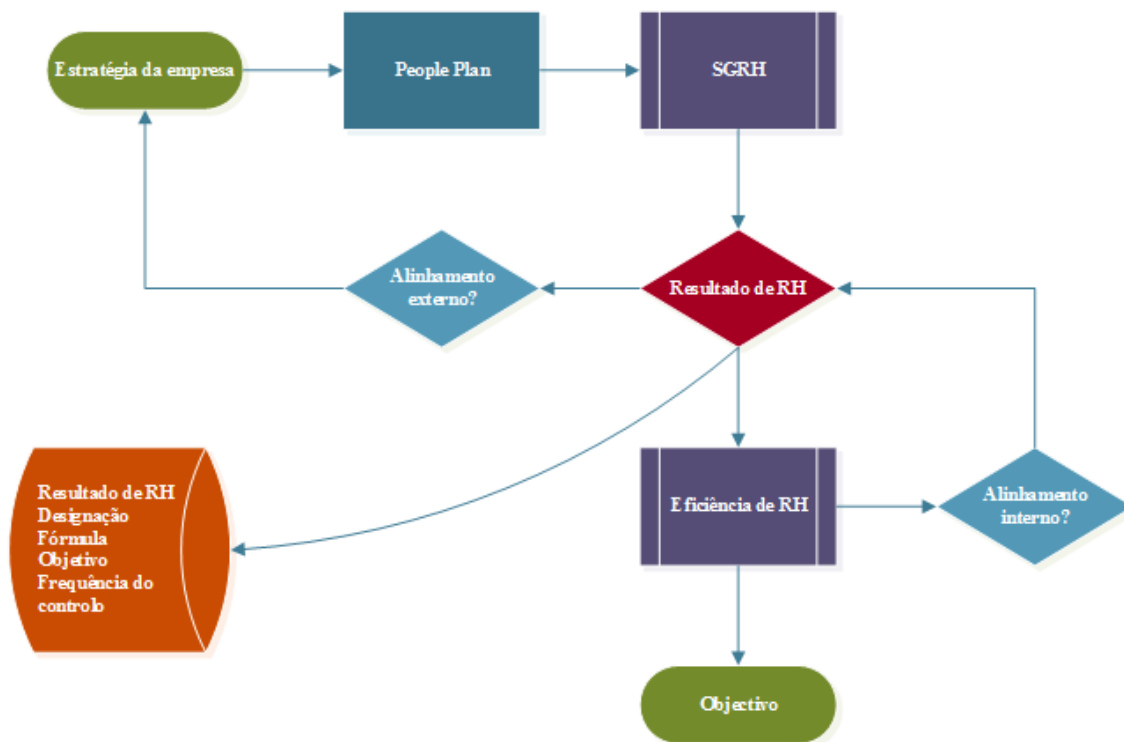 Estratégia da empresa
People Plan
SGRH
Alinhamento
externo?
Resultado de RH
Resultado de RH
Designação
Fórmula
Objetivo
Frequência do
controlo
Eficiência de RH
Alinhamento
interno?
Objectivo